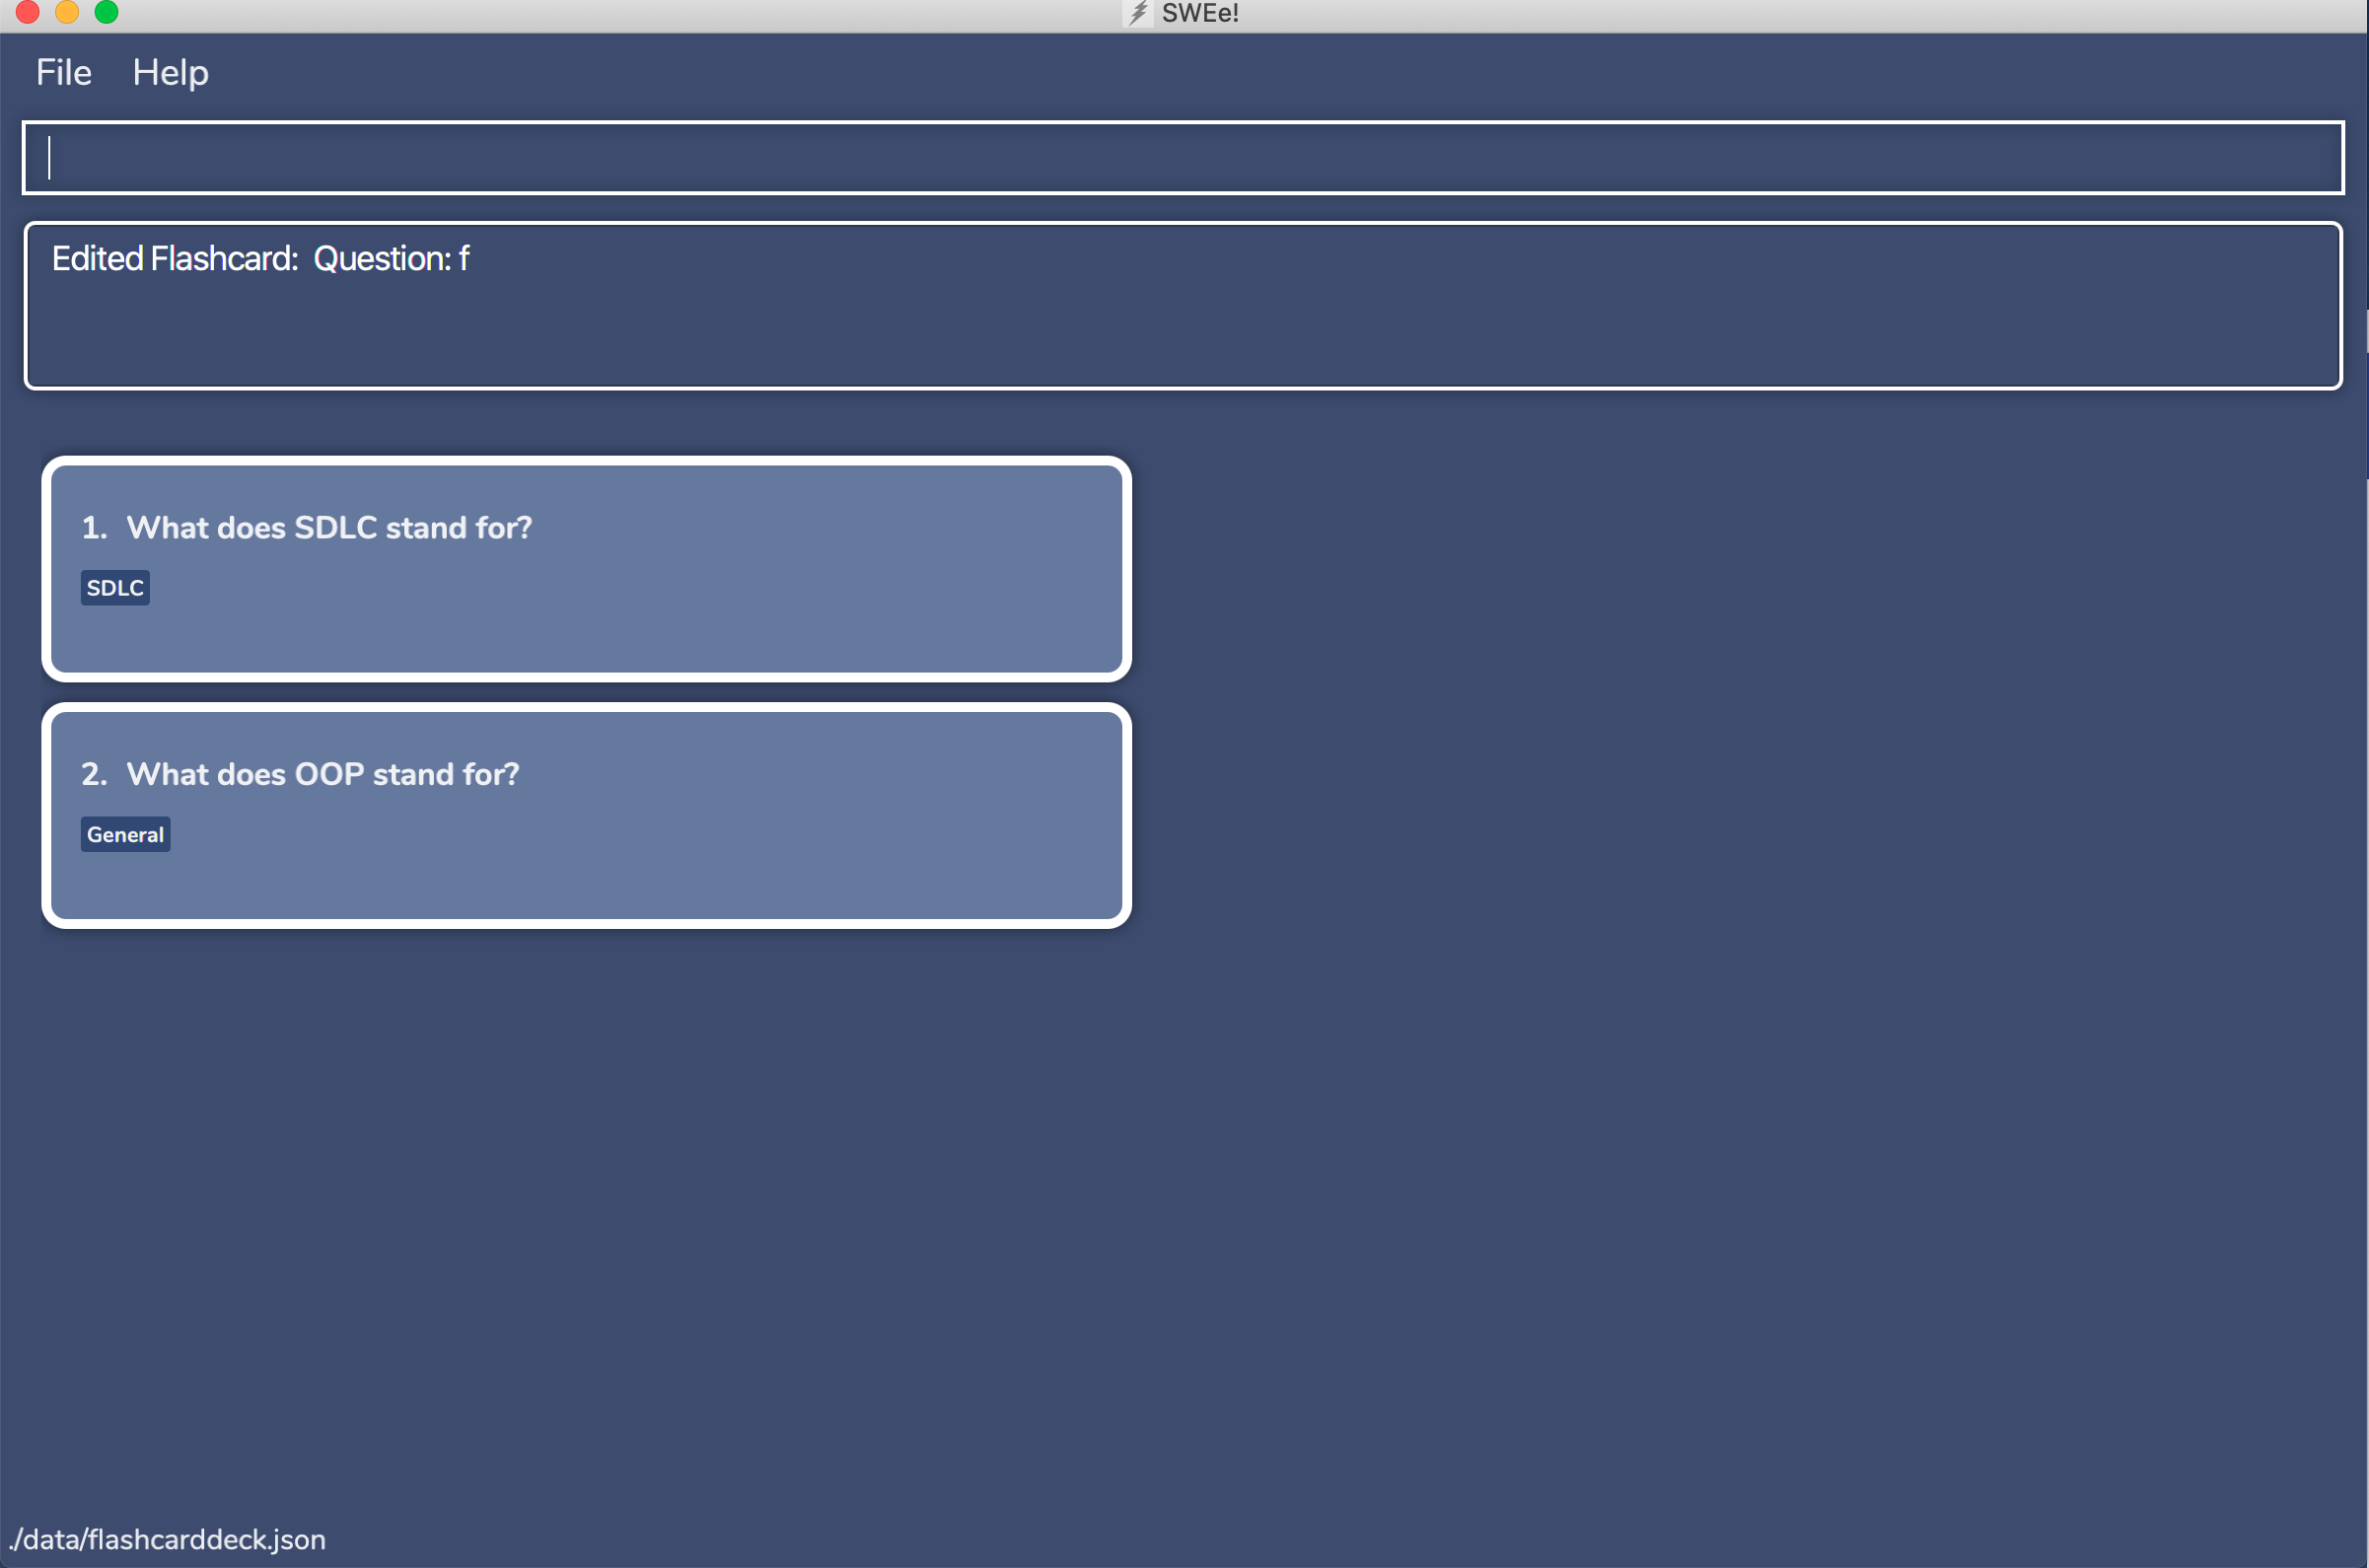 SWEe!
File Help
Edited Flashcard: Question: f
1. What does SDLC stand for?
SDLC
2. What does OOP stand for?
General
./data/flashcarddeck.json